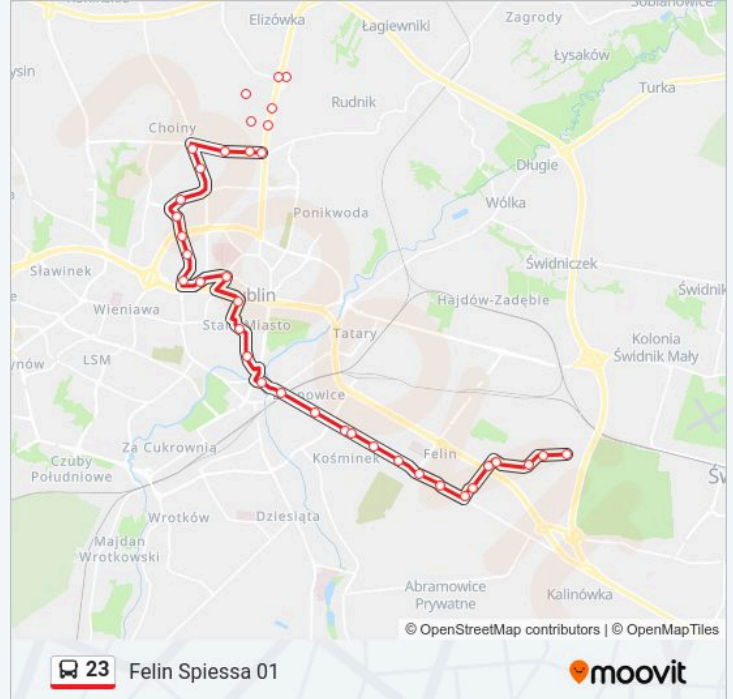 Elizówka
Zagrody
Łagiewniki
Łysaków
ysin
Turka
Rudnik
Choiny
Długie
Ponikwoda
Wólka
Sławinek
Świdniczek
Świdnik
e
Hajdów-Zadębie
Wieniawa
Stare Miasto
Tatary
Kolonia
Świdnik Mały
ynów
LSM
Za Cukrownią
Felin
Czuby
Południowe
Kośminek
Św
Wrotków
Dziesiąta
Majdan
Wrotkowski
Abramowice
Prywatne
Kalinówka
© OpenStreetMap contributors | © OpenMapTiles
23 Felin Spiessa 01
moovit